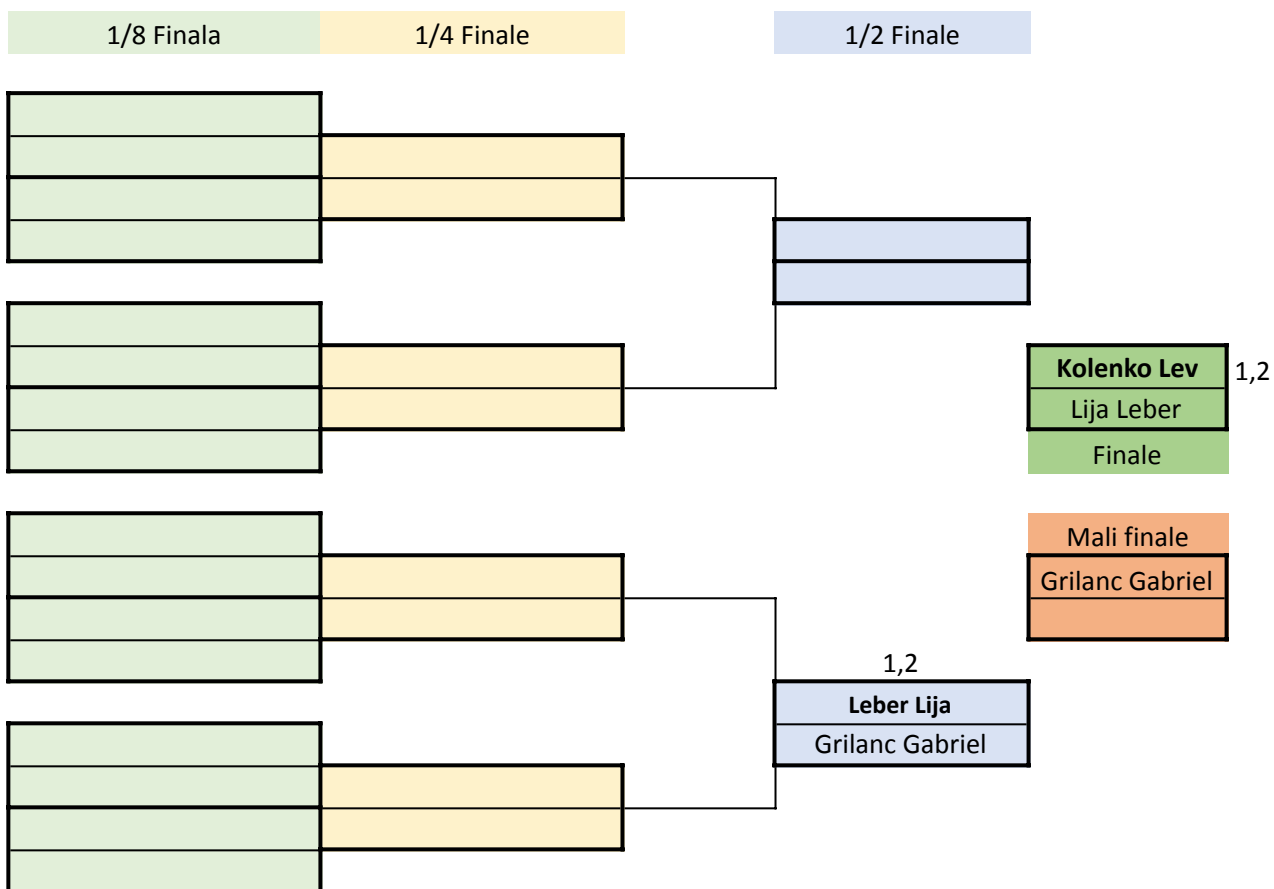 1/8 Finala
1/4 Finale
1/2 Finale
Kolenko Lev
1,2
Lija Leber
Finale
Mali finale
Grilanc Gabriel
1,2
Leber Lija
Grilanc Gabriel